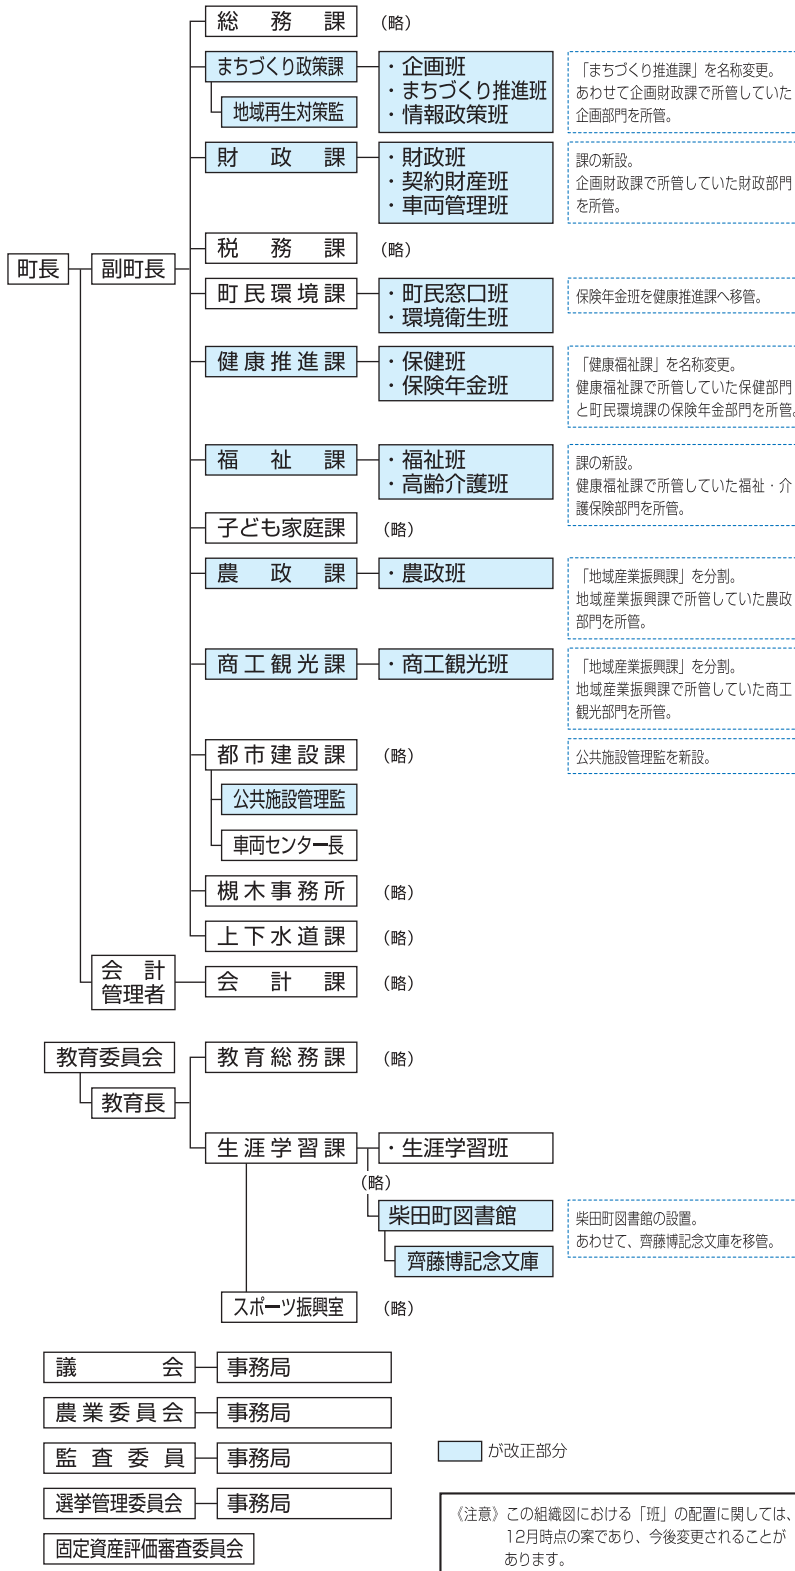 総務課 （略）
まちづくり政策課
・企画班
・まちづくり推進班
・情報政策班
「まちづくり推進課」を名称変更。
あわせて企画財政課で所管していた
企画部門を所管。
地域再生対策監
財政課
・財政班
・契約財産班
・車両管理班
課の新設。
企画財政課で所管していた財政部門
を所管。
税務課 （略）
町長
副町長
町民環境課
・町民窓口班
・環境衛生班
保険年金班を健康推進課へ移管。
健康推進課
・保健班
・保険年金班
「健康福祉課」を名称変更。
健康福祉課で所管していた保健部門
と町民環境課の保険年金部門を所管。
福祉課
・福祉班
・高齢介護班
課の新設。
健康福祉課で所管していた福祉・介
護保険部門を所管。
子ども家庭課 （略）
農政課
・農政班
「地域産業振興課」を分割。
地域産業振興課で所管していた農政
部門を所管。
商工観光課
・商工観光班
「地域産業振興課」を分割。
地域産業振興課で所管していた商工
観光部門を所管。
都市建設課 （略）
公共施設管理監を新設。
公共施設管理監
車両センター長
槻木事務所 （略）
上下水道課 （略）
会計
管理者
会計課 （略）
教育委員会
教育長
教育総務課 （略）
生涯学習課
・生涯学習班
（略）
柴田町図書館
齊藤博記念文庫
柴田町図書館の設置。
あわせて、齊藤博記念文庫を移管。
スポーツ振興室 （略）
議会 事務局
農業委員会 事務局
監査委員 事務局
選挙管理委員会 事務局
固定資産評価審査委員会
が改正部分
《注意》この組織図における「班」の配置に関しては、
12月時点の案であり、今後変更されることが
あります。